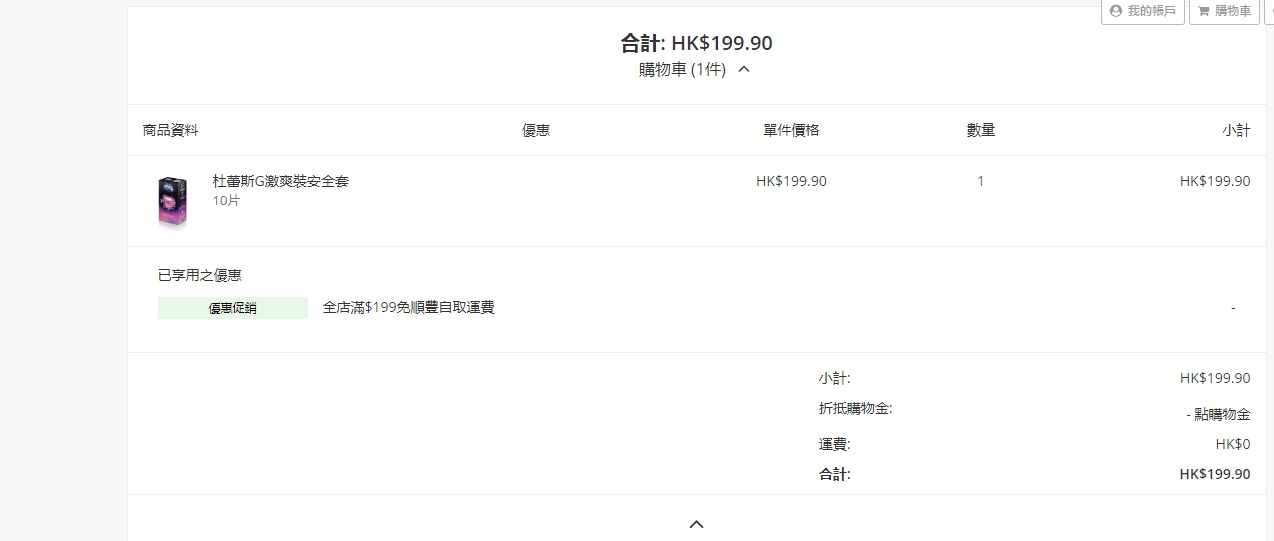 我的帳戶
購物車
合計: HK$199.90
購物車 (1件)
商品資料 優惠 單件價格 數量 小計
杜蕾斯G激爽裝安全套 HK$199.90 1 HK$199.90
10片
已享用之優惠
優惠促銷 全店滿$199免順豐自取運費 -
小計: HK$199.90
折抵購物金: - 點購物金
運費: HK$0
合計: HK$199.90